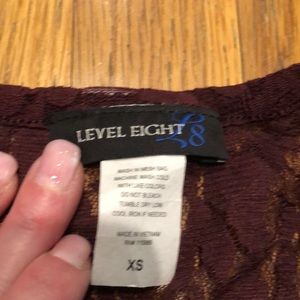 LEVEL EIGHT 8
WASH IN MESH BAG
MACHINE WASH COLD
WITH LIKE COLORS
DO NOT BLEACH
TUMBLE DRY LOW
COOL IRON IF NEEDED
MADE IN VIETNAM
XS